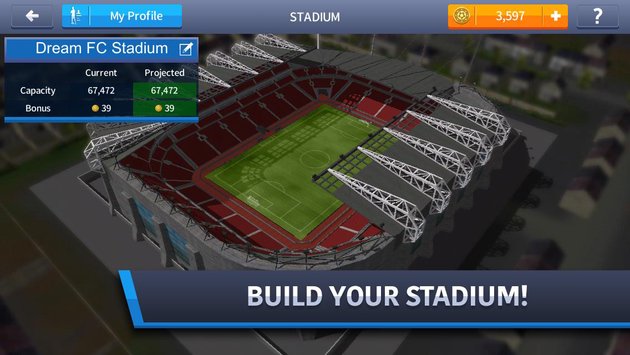 My Profile
STADIUM
3,597
+
?
Dream FC Stadium
Current Projected
Capacity 67,472 67,472
Bonus 39 39
BUILD YOUR STADIUM!